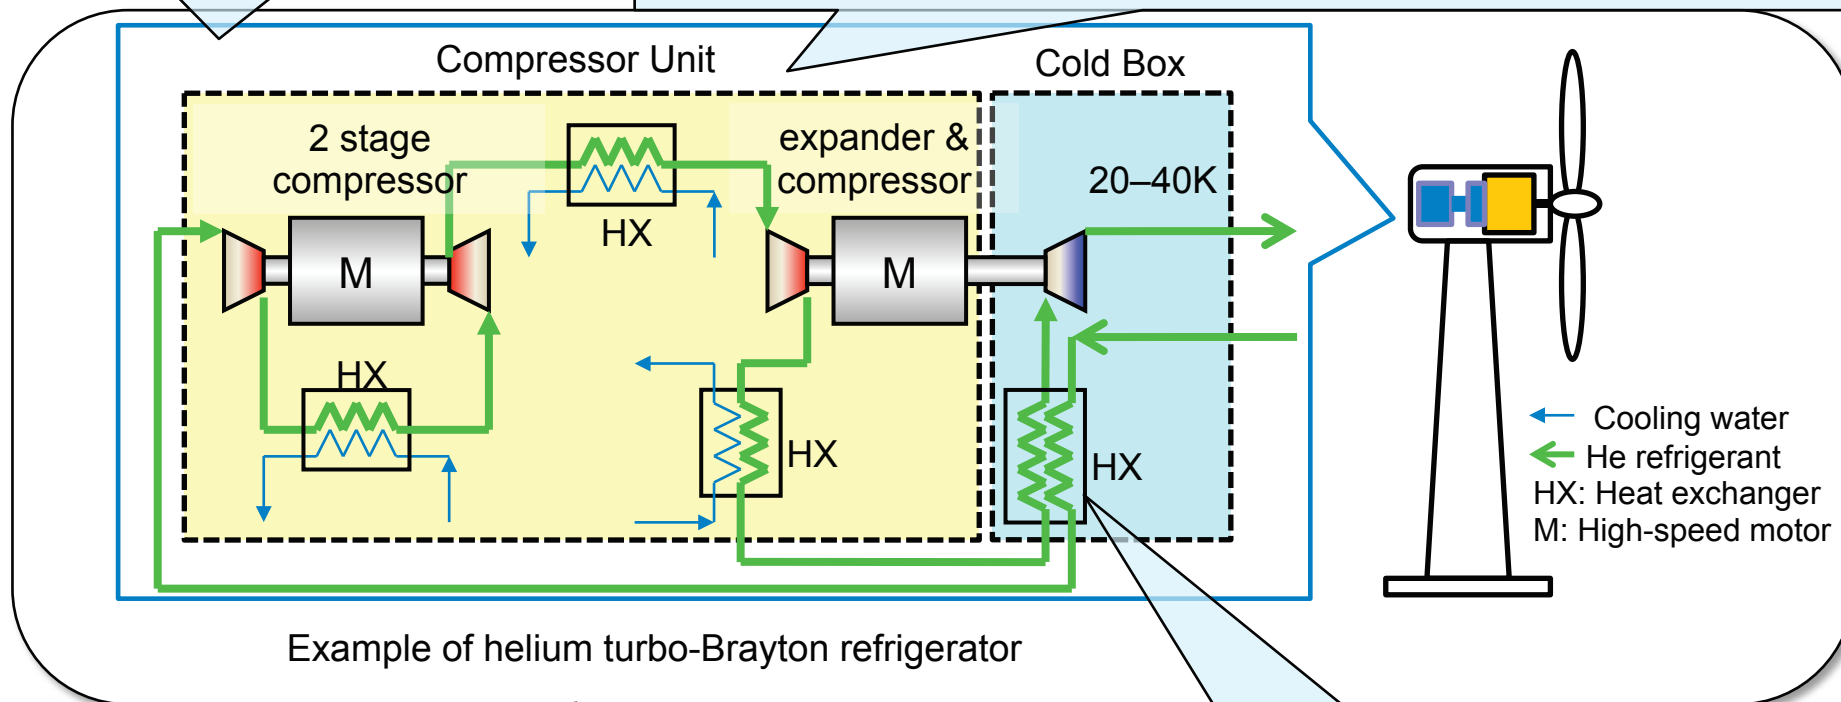 Compressor Unit
Cold Box
2 stage
compressor
expander &
compressor
20–40K
HX
M
M
HX
HX
HX
Cooling water
He refrigerant
HX: Heat exchanger
M: High-speed motor
Example of helium turbo-Brayton refrigerator